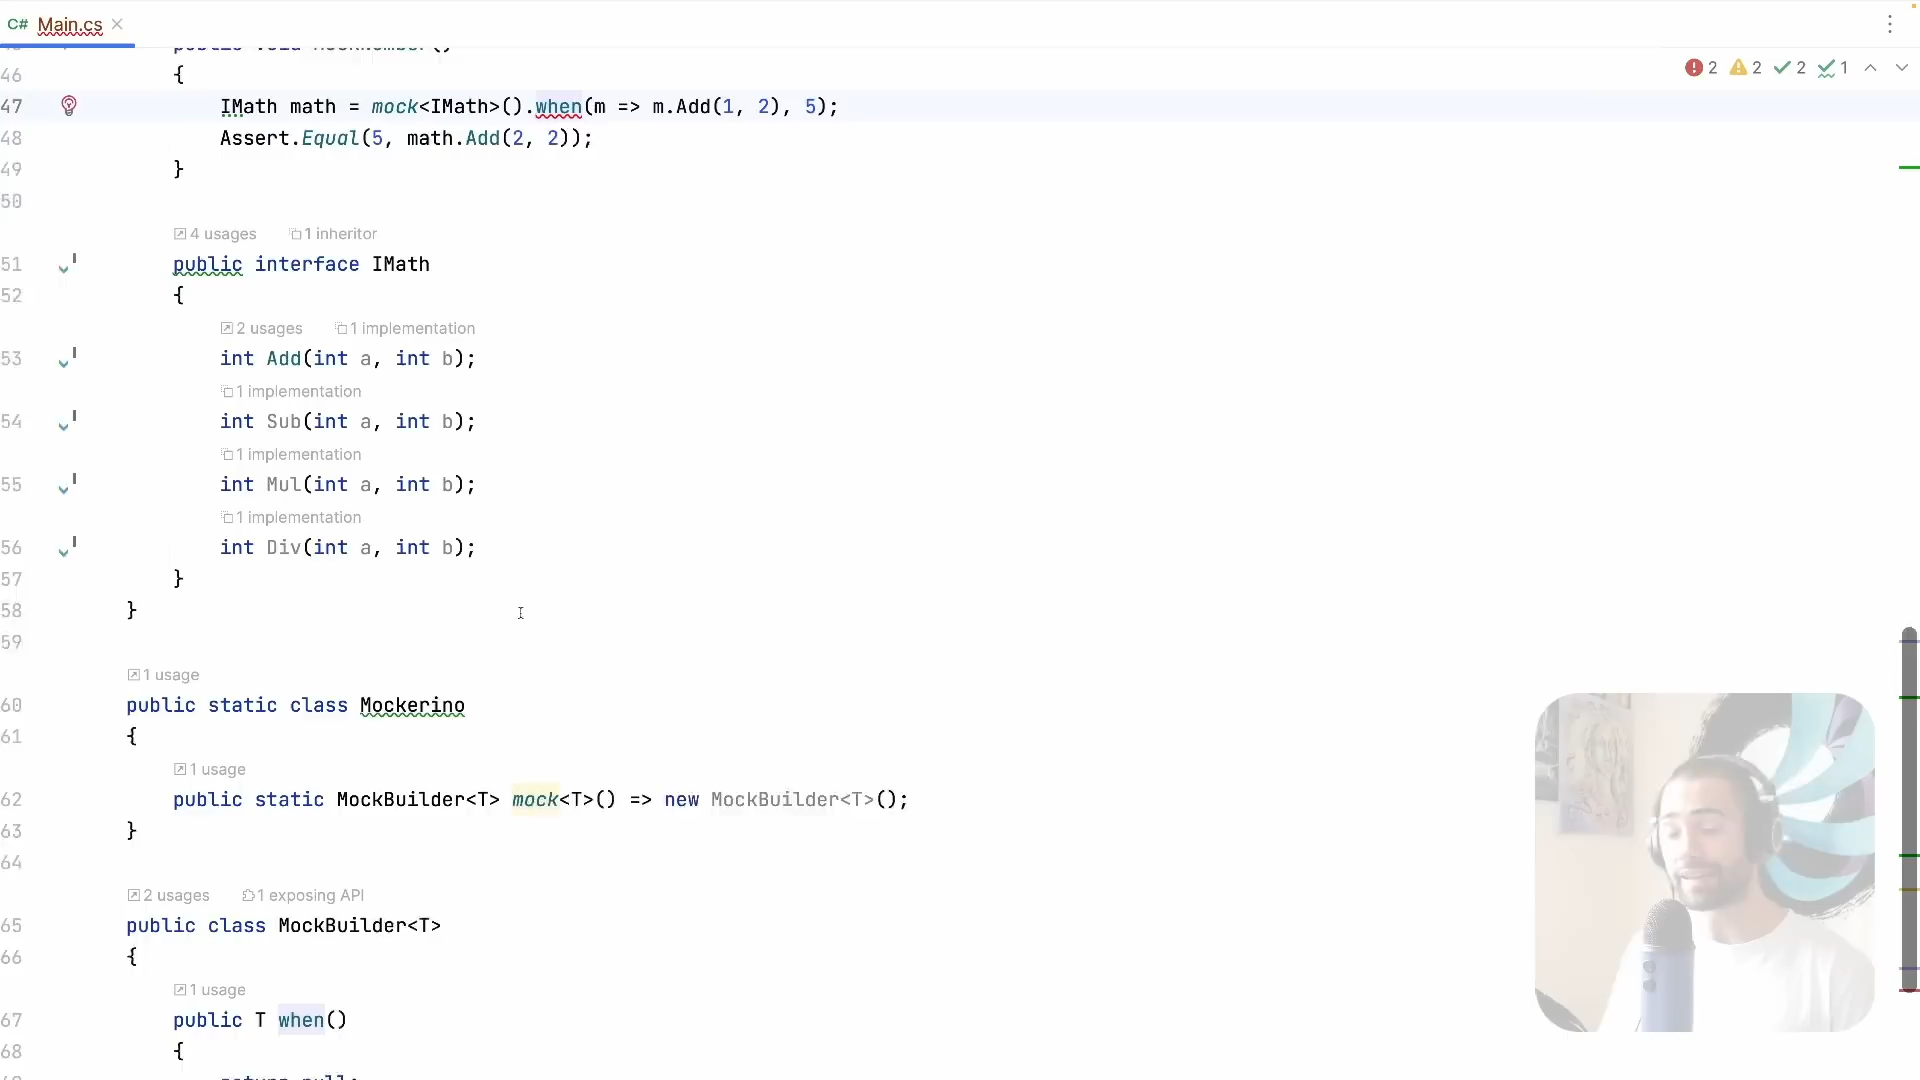 C# Main.cs
46 {
2 2 2 1
47 IMath math = mock<IMath>().when(m => m.Add(1, 2), 5);
48 Assert.Equal(5, math.Add(2, 2));
49 }
50
4 usages 1 inheritor
51 public interface IMath
52 {
2 usages 1 implementation
53 int Add(int a, int b);
1 implementation
54 int Sub(int a, int b);
1 implementation
55 int Mul(int a, int b);
1 implementation
56 int Div(int a, int b);
57 }
58 }
59
1 usage
60 public static class Mockerino
61 {
1 usage
62 public static MockBuilder<T> mock<T>() => new MockBuilder<T>();
63 }
64
2 usages 1 exposing API
65 public class MockBuilder<T>
66 {
1 usage
67 public T when()
68 {